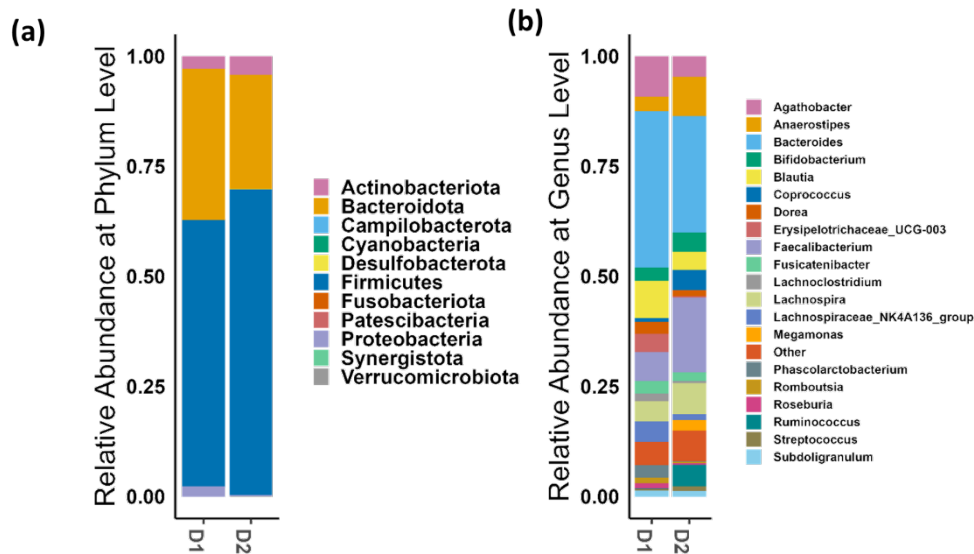 (a)
Relative Abundance at Phylum Level
1.00
0.75
0.50
0.25
0.00
D1
D2
Actinobacteriota
Bacteroidota
Campilobacterota
Cyanobacteria
Desulfobacterota
Firmicutes
Fusobacteriota
Patescibacteria
Proteobacteria
Synergistota
Verrucomicrobiota
(b)
Relative Abundance at Genus Level
1.00
0.75
0.50
0.25
0.00
D1
D2
Agathobacter
Anaerostipes
Bacteroides
Bifidobacterium
Blautia
Coprococcus
Dorea
Erysipelotrichaceae_UCG-003
Faecalibacterium
Fusicatenibacter
Lachnoclostridium
Lachnospira
Lachnospiraceae_NK4A136_group
Megamonas
Other
Phascolarctobacterium
Romboutsia
Roseburia
Ruminococcus
Streptococcus
Subdoligranulum